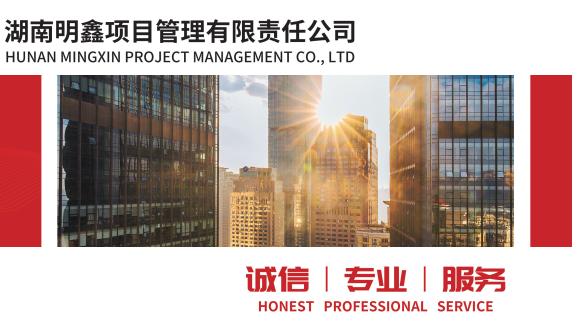 湖南明鑫项目管理有限责任公司
HUNAN MINGXIN PROJECT MANAGEMENT CO., LTD
诚信｜专业｜服务
HONEST PROFESSIONAL SERVICE